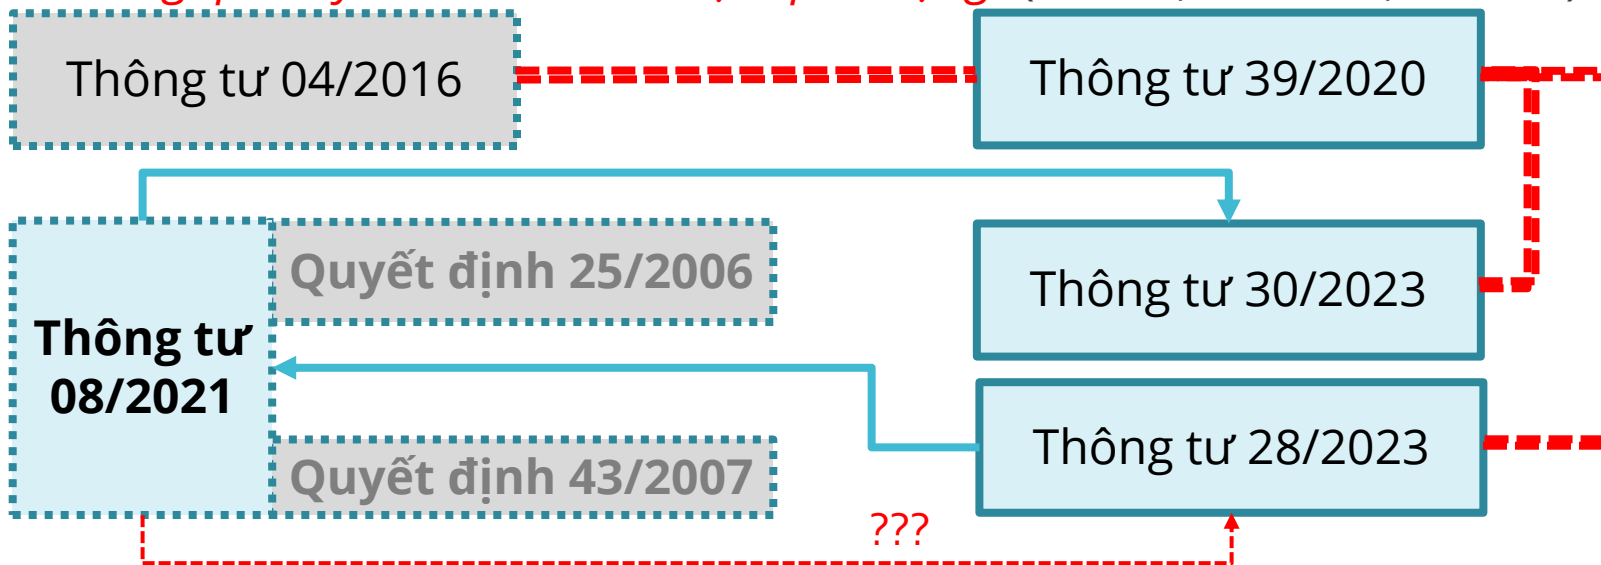 Thông tư 04/2016
Thông tư 39/2020
Quyết định 25/2006
Thông tư 30/2023
Thông tư
08/2021
Thông tư 28/2023
Quyết định 43/2007
???